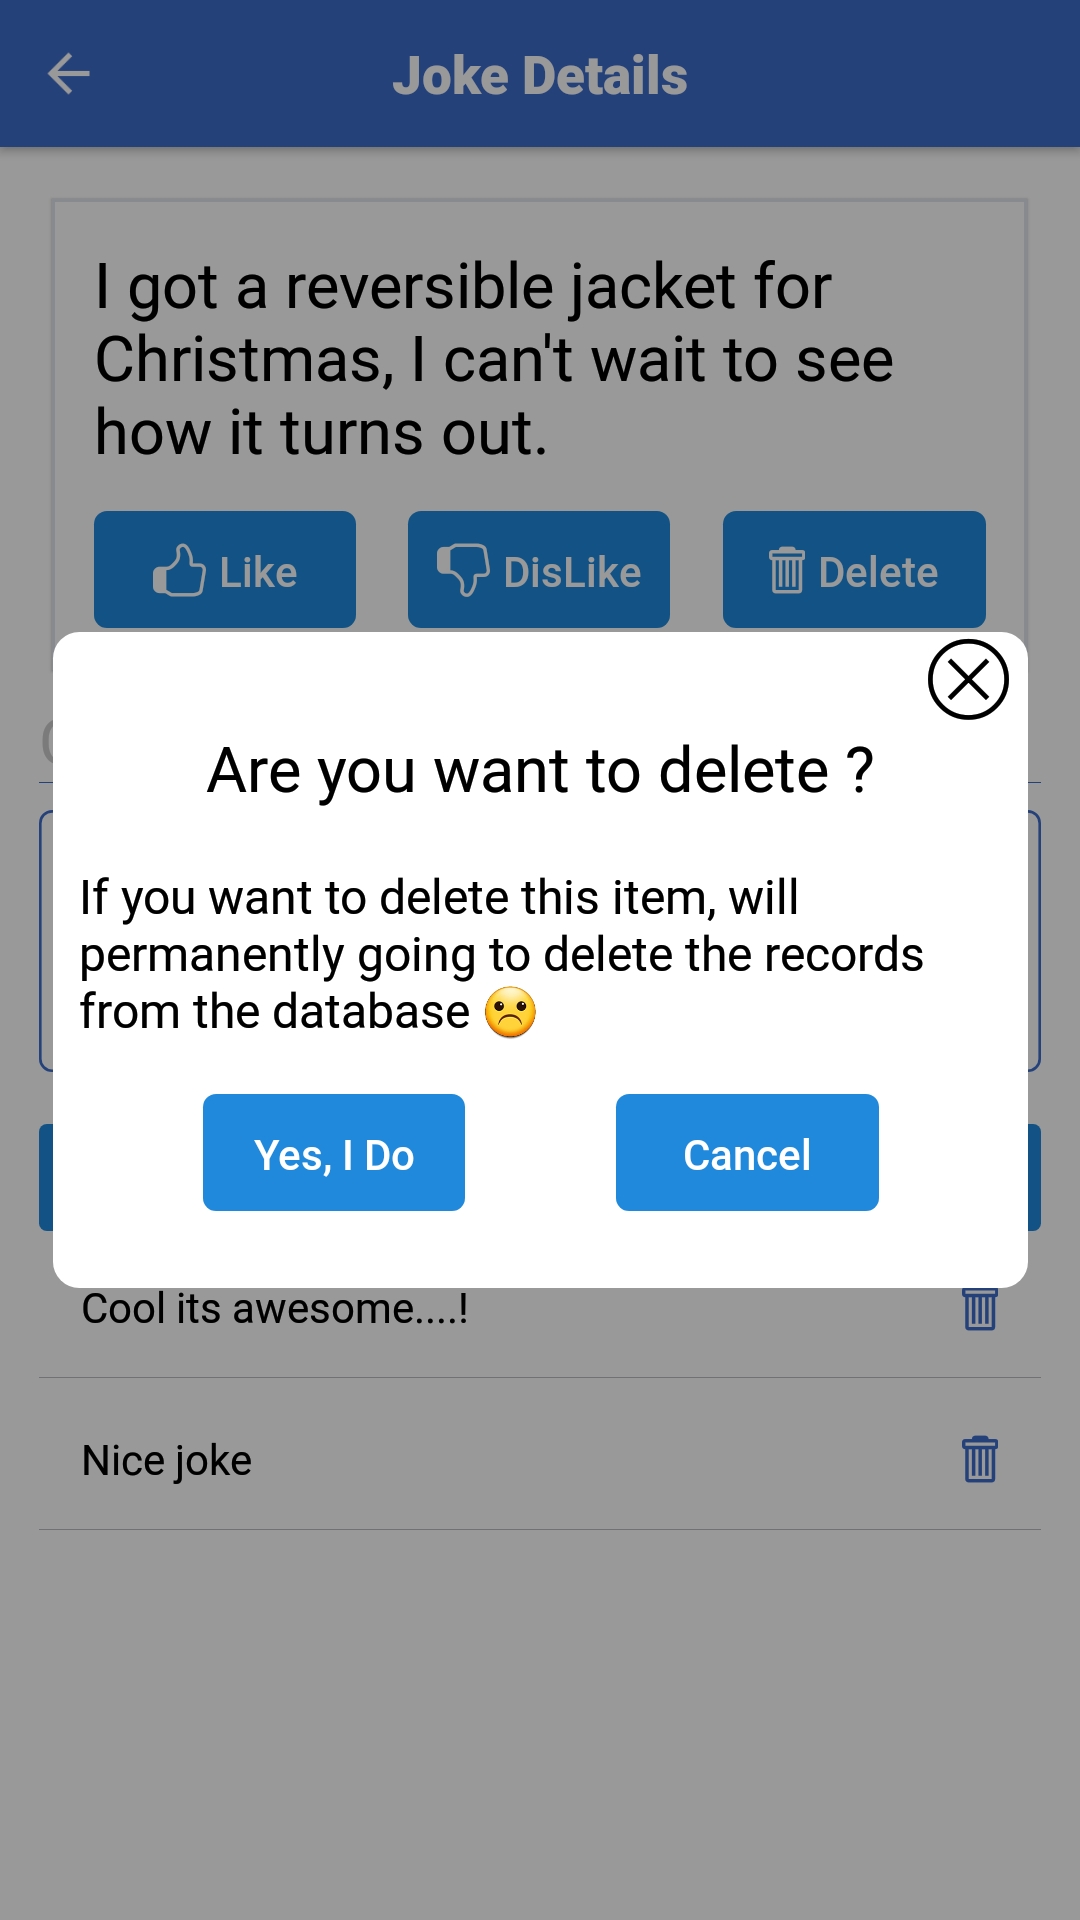 Joke Details
I got a reversible jacket for
Christmas, I can't wait to see
how it turns out.
Like DisLike Delete
Are you want to delete ?
If you want to delete this item, will
permanently going to delete the records
from the database ☹️
Yes, I Do Cancel
Cool its awesome....!
Nice joke